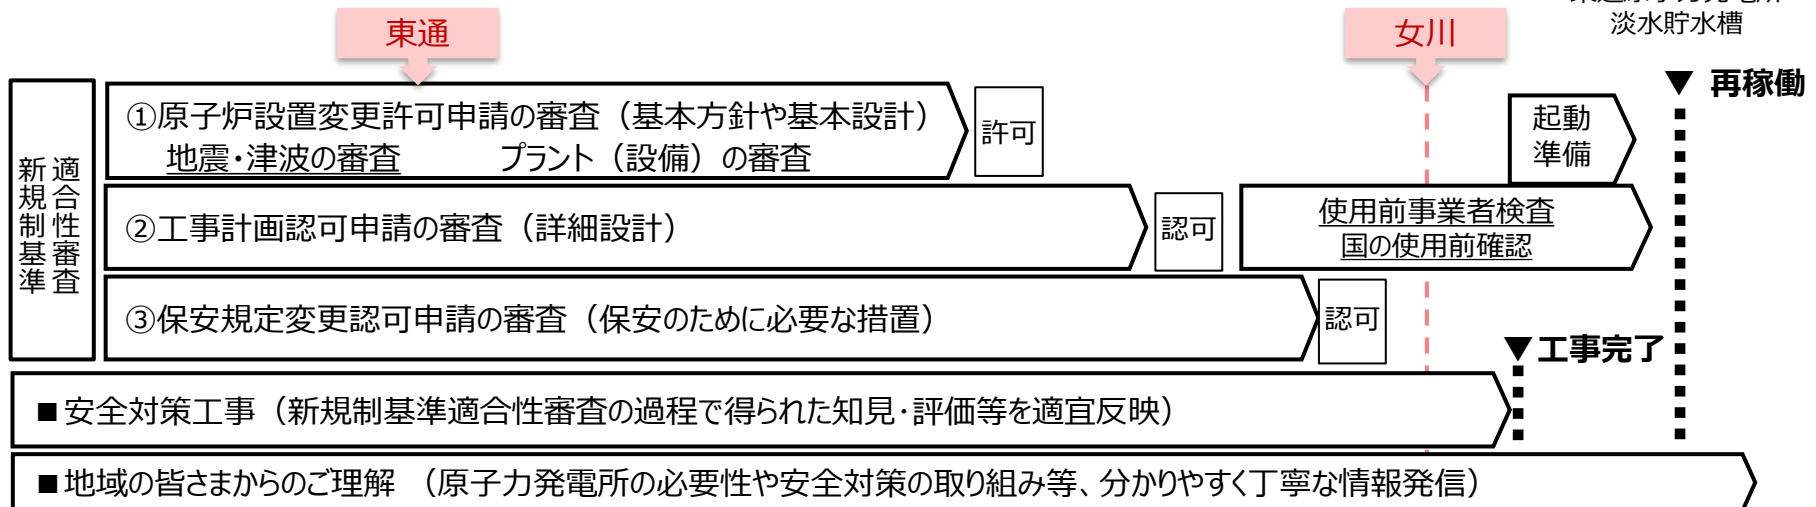 淡水貯水槽
東通
女川
▼ 再稼働
新規制基準
適合性審査
①原子炉設置変更許可申請の審査（基本方針や基本設計）
地震・津波の審査 プラント（設備）の審査
許可
起動
準備
②工事計画認可申請の審査（詳細設計）
認可
使用前事業者検査
国の使用前確認
③保安規定変更認可申請の審査（保安のために必要な措置）
認可
▼工事完了
■安全対策工事（新規制基準適合性審査の過程で得られた知見・評価等を適宜反映）
■地域の皆さまからのご理解 （原子力発電所の必要性や安全対策の取り組み等、分かりやすく丁寧な情報発信）